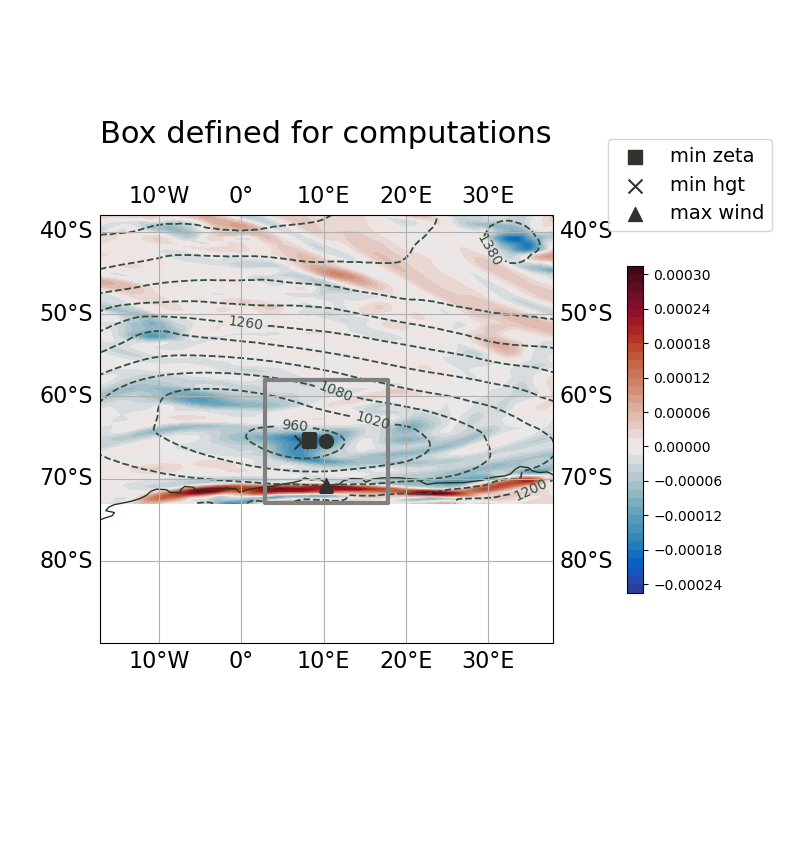 Box defined for computations
min zeta
min hgt
max wind
10°W 0° 10°E 20°E 30°E
40°S 40°S
50°S 50°S
60°S 60°S
70°S 70°S
80°S 80°S
10°W 0° 10°E 20°E 30°E
1380
1260
1080
1020
960
1200
0.00030
0.00024
0.00018
0.00012
0.00006
0.00000
−0.00006
−0.00012
−0.00018
−0.00024